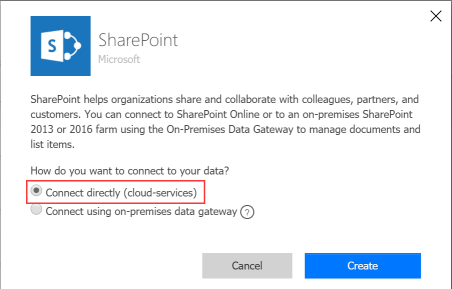 SharePoint
Microsoft
SharePoint helps organizations share and collaborate with colleagues, partners, and
customers. You can connect to SharePoint Online or to an on-premises SharePoint
2013 or 2016 farm using the On-Premises Data Gateway to manage documents and
list items.
How do you want to connect to your data?
Connect directly (cloud-services)
Connect using on-premises data gateway ?
Cancel Create